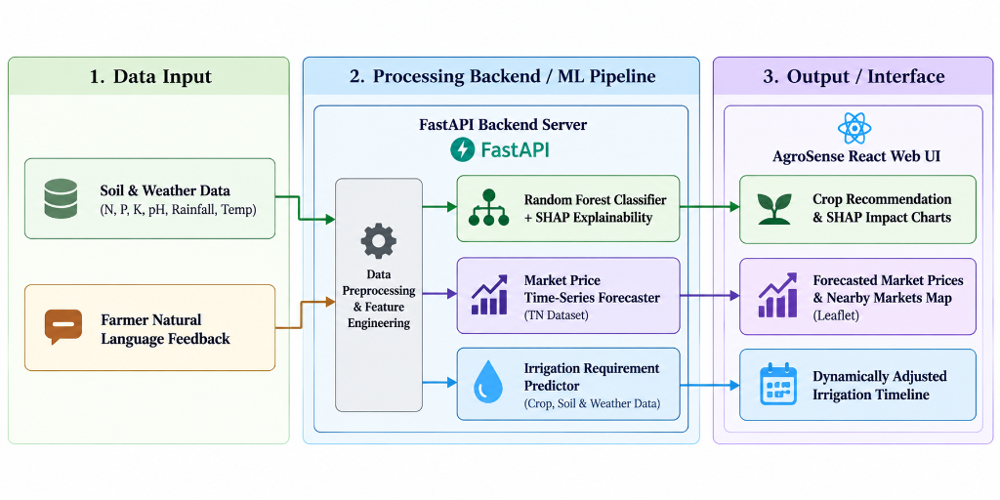 1. Data Input
Soil & Weather Data
(N, P, K, pH, Rainfall, Temp)
Farmer Natural
Language Feedback
2. Processing Backend / ML Pipeline
FastAPI Backend Server
FastAPI
Data
Preprocessing
& Feature
Engineering
Random Forest Classifier
+ SHAP Explainability
Market Price
Time-Series Forecaster
(TN Dataset)
Irrigation Requirement
Predictor
(Crop, Soil & Weather Data)
3. Output / Interface
AgroSense React Web UI
Crop Recommendation
& SHAP Impact Charts
Forecasted Market Prices
& Nearby Markets Map
(Leaflet)
Dynamically Adjusted
Irrigation Timeline